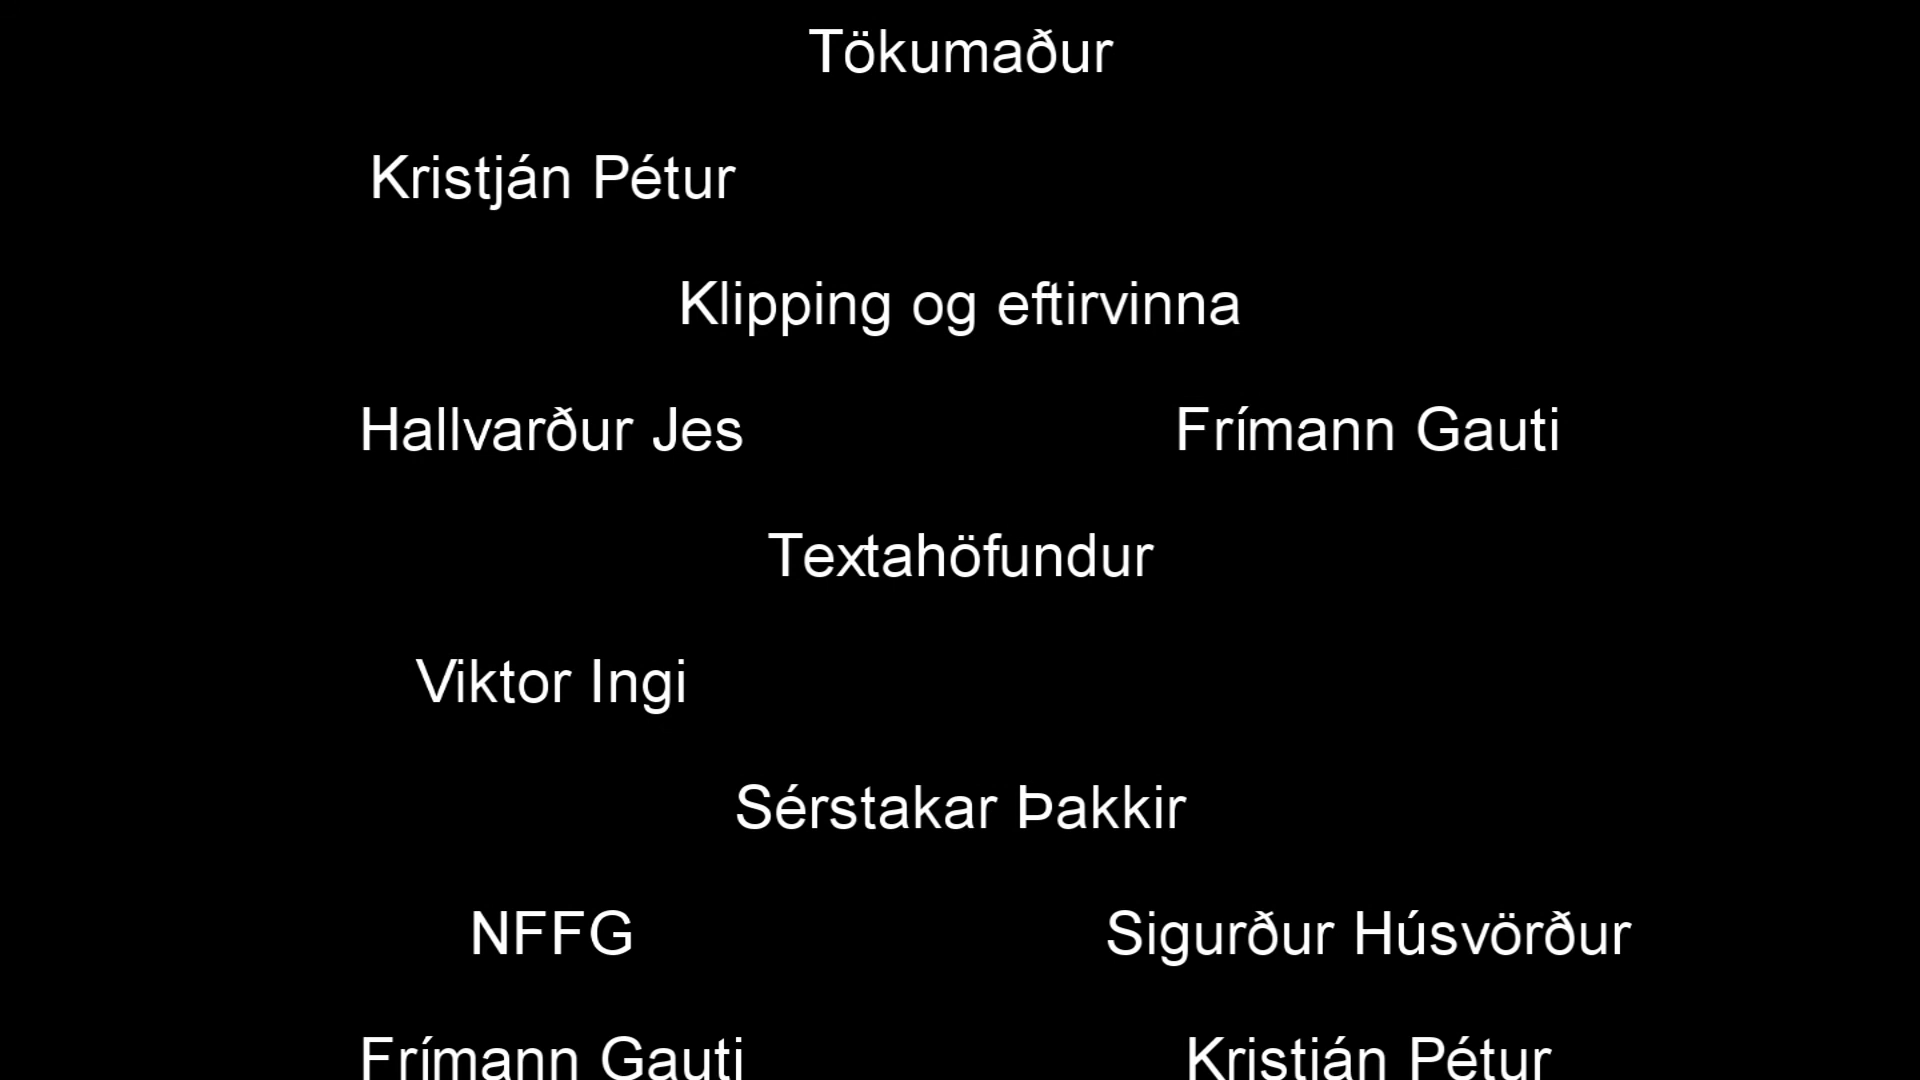 Tökumaður
Kristján Pétur
Klipping og eftirvinna
Hallvarður Jes Frímann Gauti
Textahöfundur
Viktor Ingi
Sérstakar Þakkir
NFFG Sigurður Húsvörður
Frímann Gauti Kristján Pétur